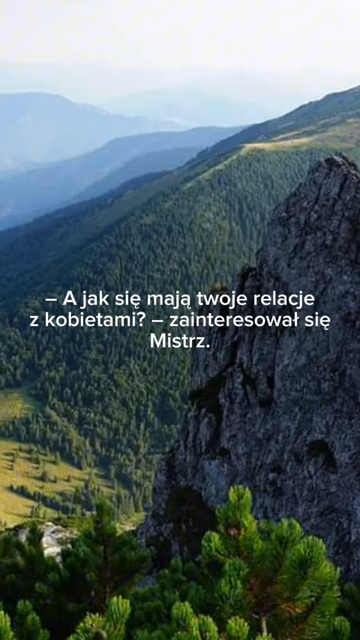 – A jak się mają twoje relacje
z kobietami? – zainteresował się
Mistrz.